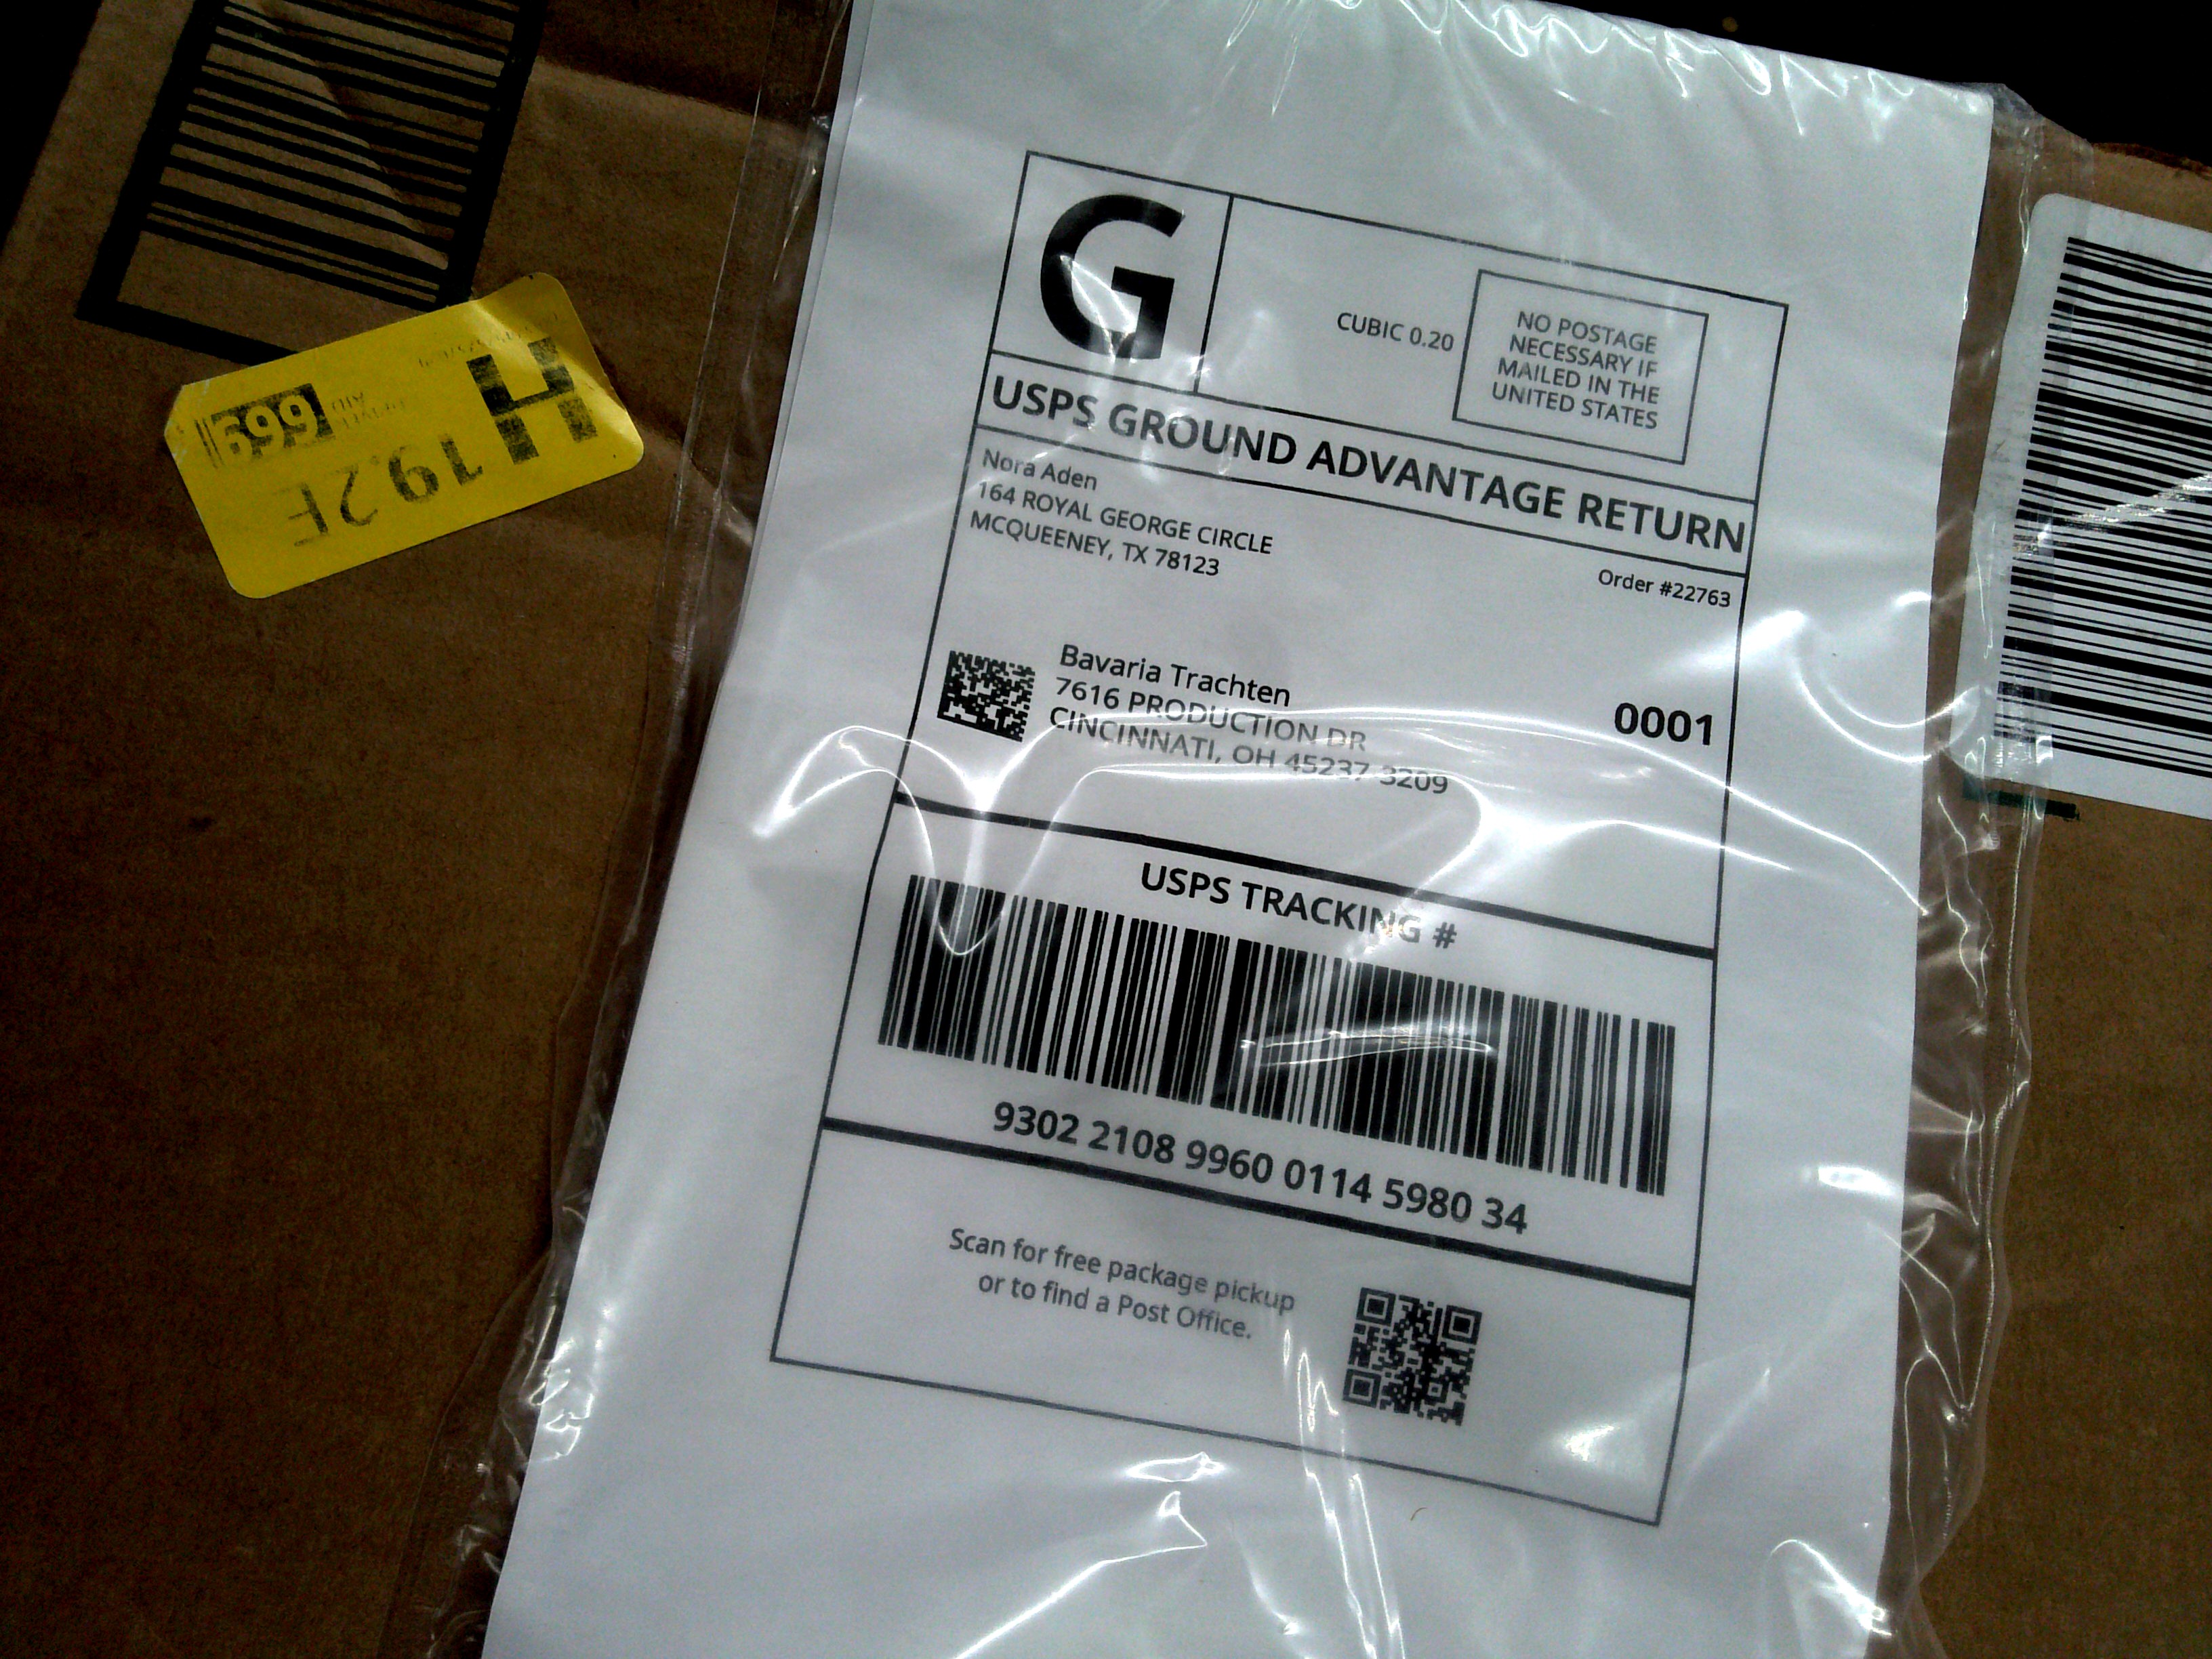 G
CUBIC 0.20
NO POSTAGE
NECESSARY IF
MAILED IN THE
UNITED STATES
USPS GROUND ADVANTAGE RETURN
Nora Aden
164 ROYAL GEORGE CIRCLE
MCQUEENEY, TX 78123
Order #22763
Bavaria Trachten
7616 PRODUCTION DR
CINCINNATI, OH 45237-3209
0001
USPS TRACKING #
9302 2108 9960 0114 5980 34
Scan for free package pickup
or to find a Post Office.
H
699
19.2E